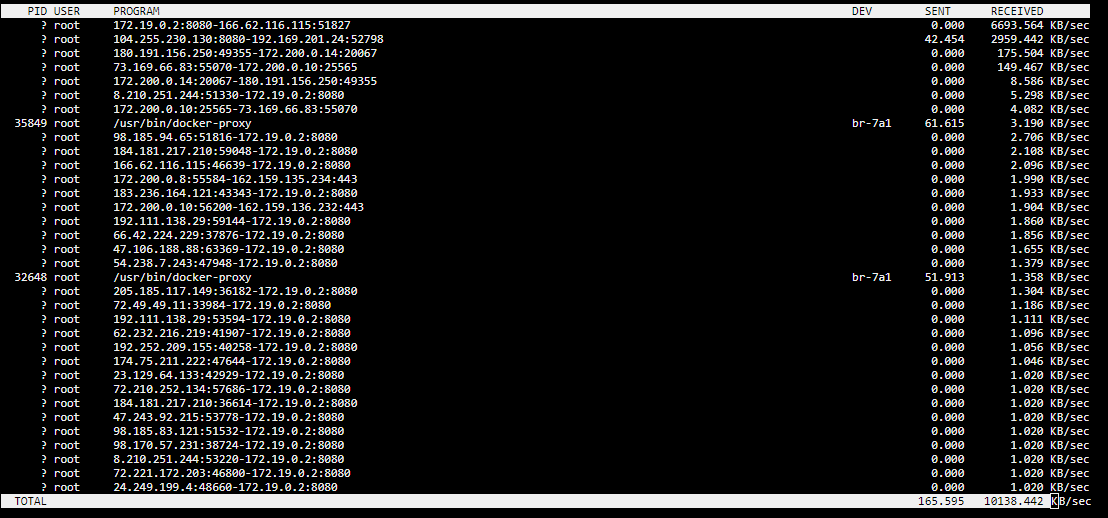 PID USER PROGRAM DEV SENT RECEIVED
? root 172.19.0.2:8080-166.62.116.115:51827 0.000 6693.564 KB/sec
? root 104.255.230.130:8080-192.169.201.24:52798 42.454 2959.442 KB/sec
? root 180.191.156.250:49355-172.200.0.14:20067 0.000 175.504 KB/sec
? root 73.169.66.83:55070-172.200.0.10:25565 0.000 149.467 KB/sec
? root 172.200.0.14:20067-180.191.156.250:49355 0.000 8.586 KB/sec
? root 8.210.251.244:51330-172.19.0.2:8080 0.000 5.298 KB/sec
? root 172.200.0.10:25565-73.169.66.83:55070 0.000 4.082 KB/sec
35849 root /usr/bin/docker-proxy br-7a1 61.615 3.190 KB/sec
? root 98.185.94.65:51816-172.19.0.2:8080 0.000 2.706 KB/sec
? root 184.181.217.210:59048-172.19.0.2:8080 0.000 2.108 KB/sec
? root 166.62.116.115:46639-172.19.0.2:8080 0.000 2.096 KB/sec
? root 172.200.0.8:55584-162.159.135.234:443 0.000 1.990 KB/sec
? root 183.236.164.121:43343-172.19.0.2:8080 0.000 1.933 KB/sec
? root 172.200.0.10:56200-162.159.136.232:443 0.000 1.904 KB/sec
? root 192.111.138.29:59144-172.19.0.2:8080 0.000 1.860 KB/sec
? root 66.42.224.229:37876-172.19.0.2:8080 0.000 1.856 KB/sec
? root 47.106.188.88:63369-172.19.0.2:8080 0.000 1.655 KB/sec
? root 54.238.7.243:47948-172.19.0.2:8080 0.000 1.379 KB/sec
32648 root /usr/bin/docker-proxy br-7a1 51.913 1.358 KB/sec
? root 205.185.117.149:36182-172.19.0.2:8080 0.000 1.304 KB/sec
? root 72.49.49.11:33984-172.19.0.2:8080 0.000 1.186 KB/sec
? root 192.111.138.29:53594-172.19.0.2:8080 0.000 1.111 KB/sec
? root 62.232.216.219:41907-172.19.0.2:8080 0.000 1.096 KB/sec
? root 192.252.209.155:40258-172.19.0.2:8080 0.000 1.056 KB/sec
? root 174.75.211.222:47644-172.19.0.2:8080 0.000 1.046 KB/sec
? root 23.129.64.133:42929-172.19.0.2:8080 0.000 1.020 KB/sec
? root 72.210.252.134:57686-172.19.0.2:8080 0.000 1.020 KB/sec
? root 184.181.217.210:36614-172.19.0.2:8080 0.000 1.020 KB/sec
? root 47.243.92.215:53778-172.19.0.2:8080 0.000 1.020 KB/sec
? root 98.185.83.121:51532-172.19.0.2:8080 0.000 1.020 KB/sec
? root 98.170.57.231:38724-172.19.0.2:8080 0.000 1.020 KB/sec
? root 8.210.251.244:53220-172.19.0.2:8080 0.000 1.020 KB/sec
? root 72.221.172.203:46800-172.19.0.2:8080 0.000 1.020 KB/sec
? root 24.249.199.4:48660-172.19.0.2:8080 0.000 1.020 KB/sec
TOTAL 165.595 10138.442 KB/sec